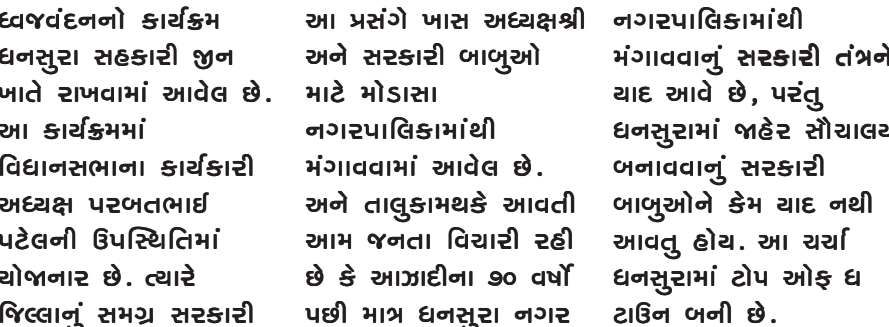 ધ્વજવંદનનો કાર્યક્રમ
ધનસુરા સહકારી જીન
ખાતે રાખવામાં આવેલ છે.
આ કાર્યક્રમમાં
વિધાનસભાના કાર્યકારી
અધ્યક્ષ પરબતભાઈ
પટેલની ઉપસ્થિતિમાં
યોજાનાર છે. ત્યારે
જિલ્લાનું સમગ્ર સરકારી
આ પ્રસંગે ખાસ અધ્યક્ષશ્રી
અને સરકારી બાબુઓ
માટે મોડાસા
નગરપાલિકામાંથી
મંગાવવામાં આવેલ છે.
અને તાલુકામથકે આવતી
આમ જનતા વિચારી રહી
છે કે આઝાદીના ૭૦ વર્ષો
પછી માત્ર ધનસુરા નગર
નગરપાલિકામાંથી
મંગાવવાનું સરકારી તંત્રને
યાદ આવે છે, પરંતુ
ધનસુરામાં જાહેર સૌચાલય
બનાવવાનું સરકારી
બાબુઓને કેમ યાદ નથી
આવતુ હોય. આ ચર્ચા
ધનસુરામાં ટોપ ઓફ ધ
ટાઉન બની છે.